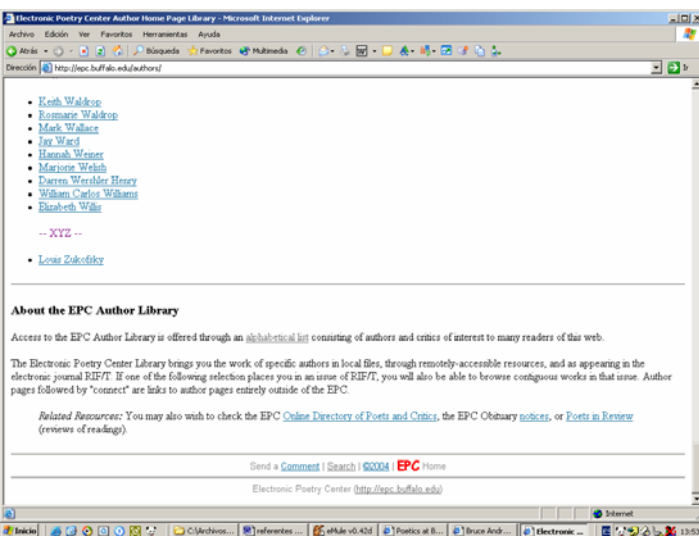 Electronic Poetry Center Author Home Page Library - Microsoft Internet Explorer
Archivo Edición Ver Favoritos Herramientas Ayuda
Atrás Búsqueda Favoritos Multimedia
Dirección http://epc.buffalo.edu/authors/ Ir
Keith Waldrop
Rosmarie Waldrop
Mark Wallace
Jay Ward
Hannah Weiner
Marjorie Welish
Darren Wershler Henry
William Carlos Williams
Elizabeth Willis
-- XYZ --
Louis Zukofsky
About the EPC Author Library
Access to the EPC Author Library is offered through an alphabetical list consisting of authors and critics of interest to many readers of this web.
The Electronic Poetry Center Library brings you the work of specific authors in local files, through remotely-accessible resources, and as appearing in the
electronic journal RIF/T. If one of the following selection places you in an issue of RIF/T, you will also be able to browse contiguous works in that issue. Author
pages followed by "connect" are links to author pages entirely outside of the EPC.
Related Resources: You may also wish to check the EPC Online Directory of Poets and Critics, the EPC Obituary notices, or Poets in Review
(reviews of readings).
Send a Comment | Search | ©2004 | EPC Home
Electronic Poetry Center (http://epc.buffalo.edu)
Internet
Inicio C:\Archivos... referentes ... eMule v0.42d Poetics at B... Bruce Andr... Electronic ... 13:53